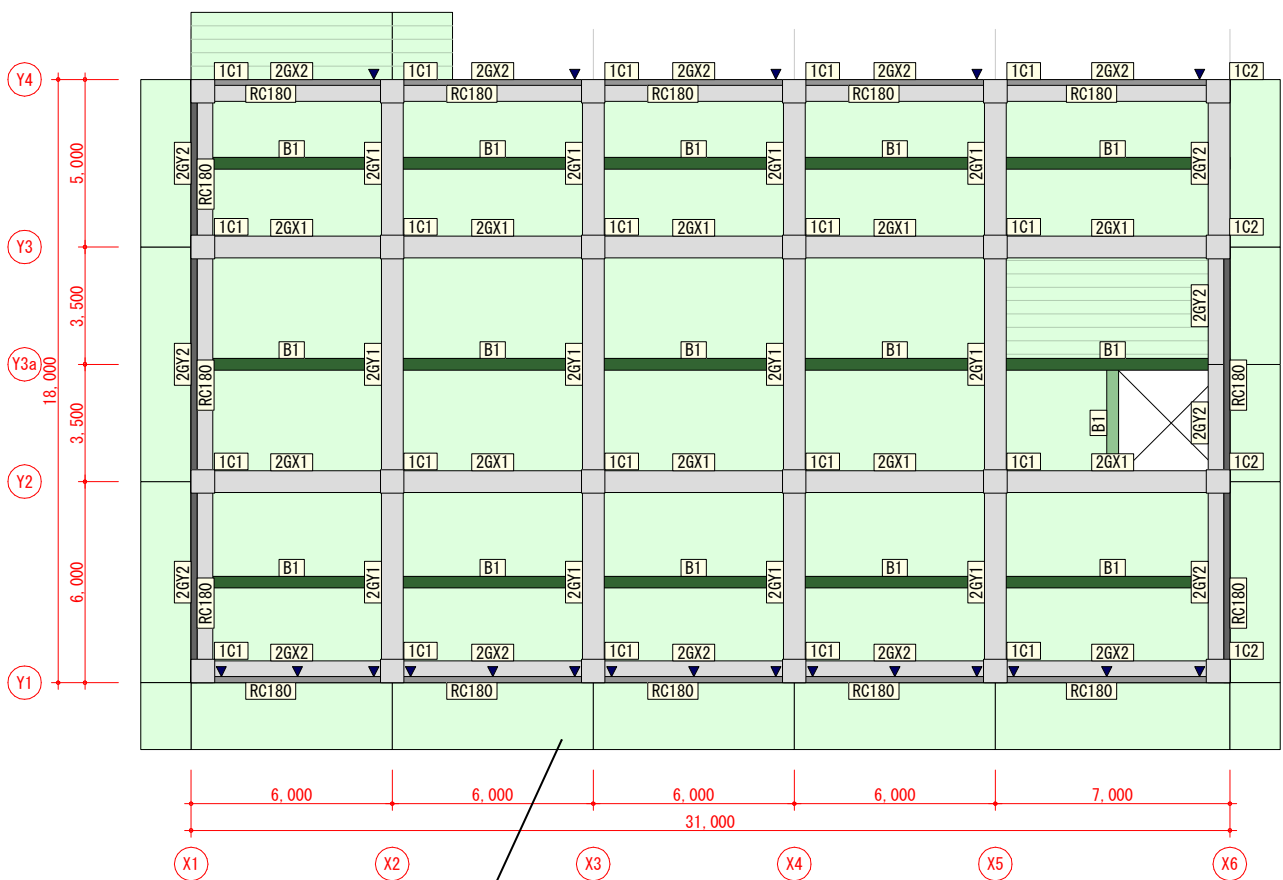 Y4 1C1 2GX2 1C1 2GX2 1C1 2GX2 1C1 2GX2 1C1 2GX2 1C2
RC180 RC180 RC180 RC180 RC180
5,000 2GY2 RC180 B1 2GY1 B1 2GY1 B1 2GY1 B1 2GY1 B1 2GY2
Y3 1C1 2GX1 1C1 2GX1 1C1 2GX1 1C1 2GX1 1C1 2GX1 1C2
3,500 2GY2
Y3a 18,000 2GY2 RC180 B1 2GY1 B1 2GY1 B1 2GY1 B1 2GY1 B1 RC180
3,500 B1 2GY2
Y2 1C1 2GX1 1C1 2GX1 1C1 2GX1 1C1 2GX1 1C1 2GX1 1C2
6,000 2GY2 RC180 B1 2GY1 B1 2GY1 B1 2GY1 B1 2GY1 B1 2GY2 RC180
Y1 1C1 2GX2 1C1 2GX2 1C1 2GX2 1C1 2GX2 1C1 2GX2 1C2
RC180 RC180 RC180 RC180 RC180
6,000 6,000 6,000 6,000 7,000
31,000
X1 X2 X3 X4 X5 X6